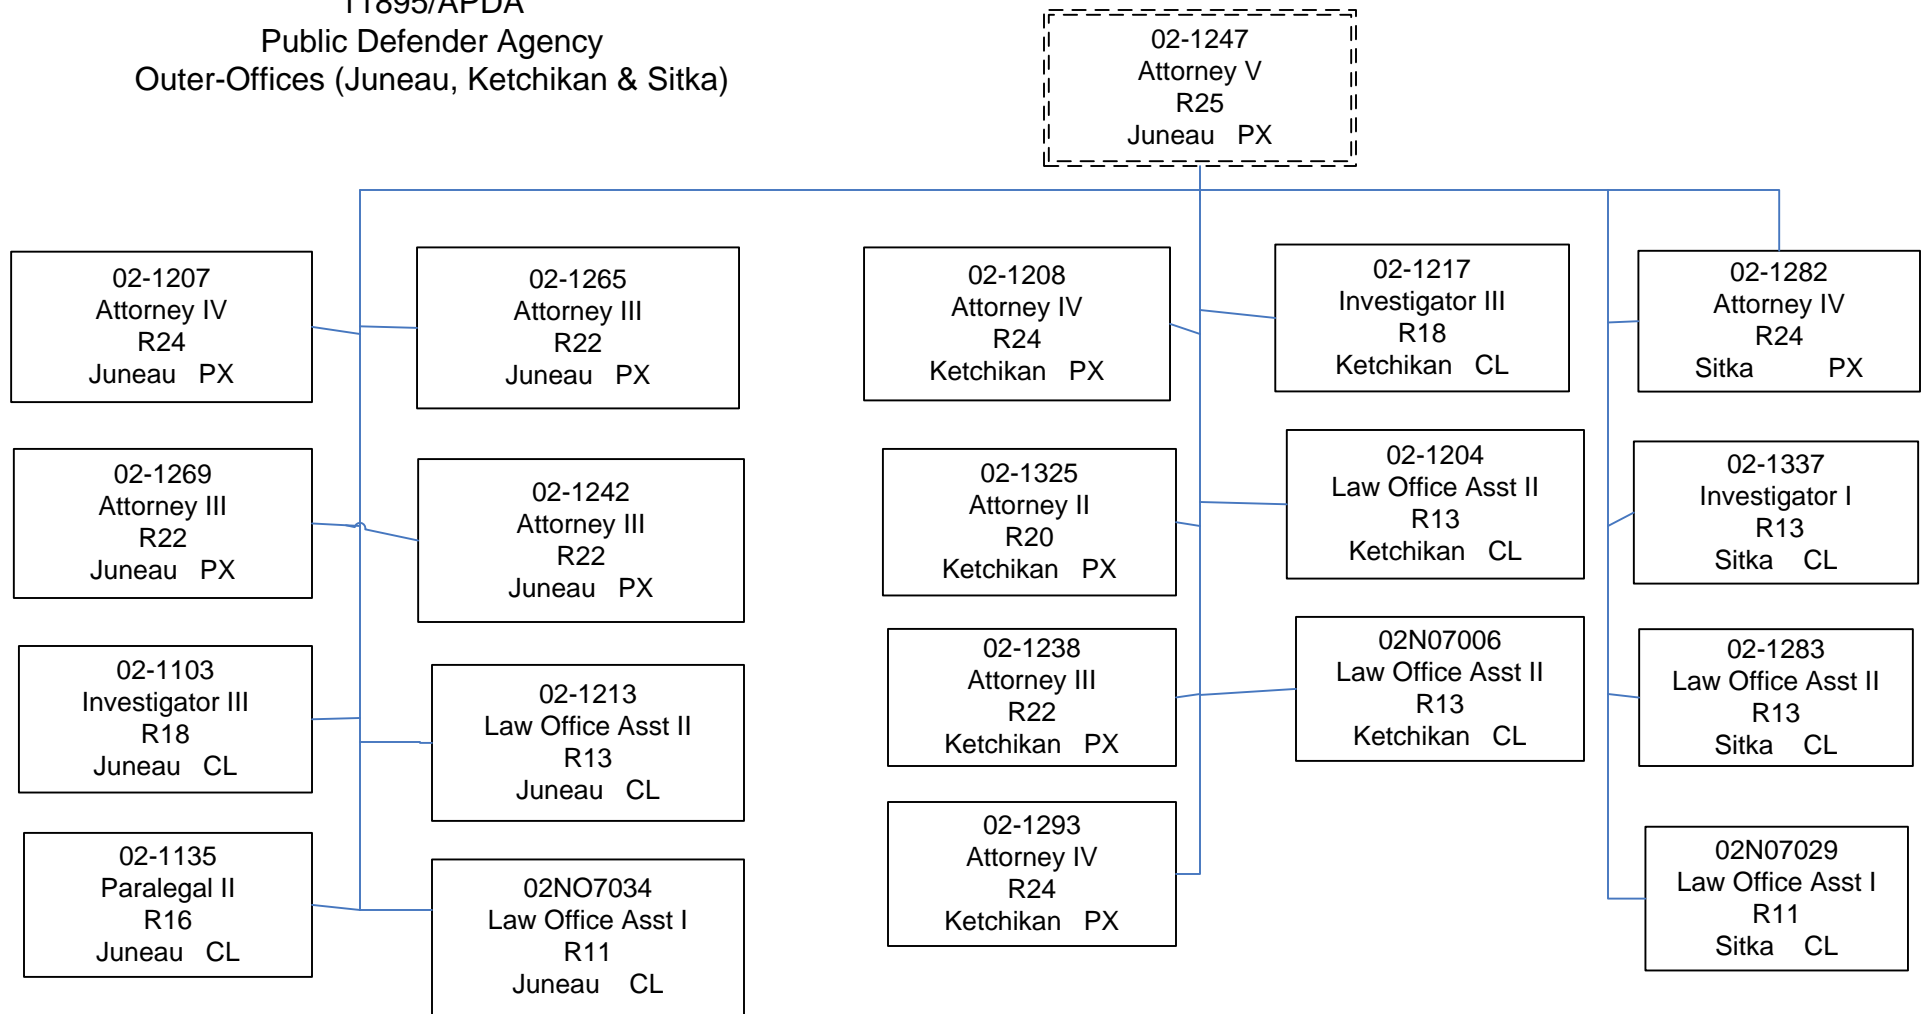 11895/APDA
Public Defender Agency
Outer-Offices (Juneau, Ketchikan & Sitka)
02-1247
Attorney V
R25
Juneau PX
02-1207
Attorney IV
R24
Juneau PX
02-1265
Attorney III
R22
Juneau PX
02-1208
Attorney IV
R24
Ketchikan PX
02-1217
Investigator III
R18
Ketchikan CL
02-1282
Attorney IV
R24
Sitka PX
02-1269
Attorney III
R22
Juneau PX
02-1242
Attorney III
R22
Juneau PX
02-1325
Attorney II
R20
Ketchikan PX
02-1204
Law Office Asst II
R13
Ketchikan CL
02-1337
Investigator I
R13
Sitka CL
02-1103
Investigator III
R18
Juneau CL
02-1213
Law Office Asst II
R13
Juneau CL
02-1238
Attorney III
R22
Ketchikan PX
02N07006
Law Office Asst II
R13
Ketchikan CL
02-1283
Law Office Asst II
R13
Sitka CL
02-1135
Paralegal II
R16
Juneau CL
02NO7034
Law Office Asst I
R11
Juneau CL
02-1293
Attorney IV
R24
Ketchikan PX
02N07029
Law Office Asst I
R11
Sitka CL